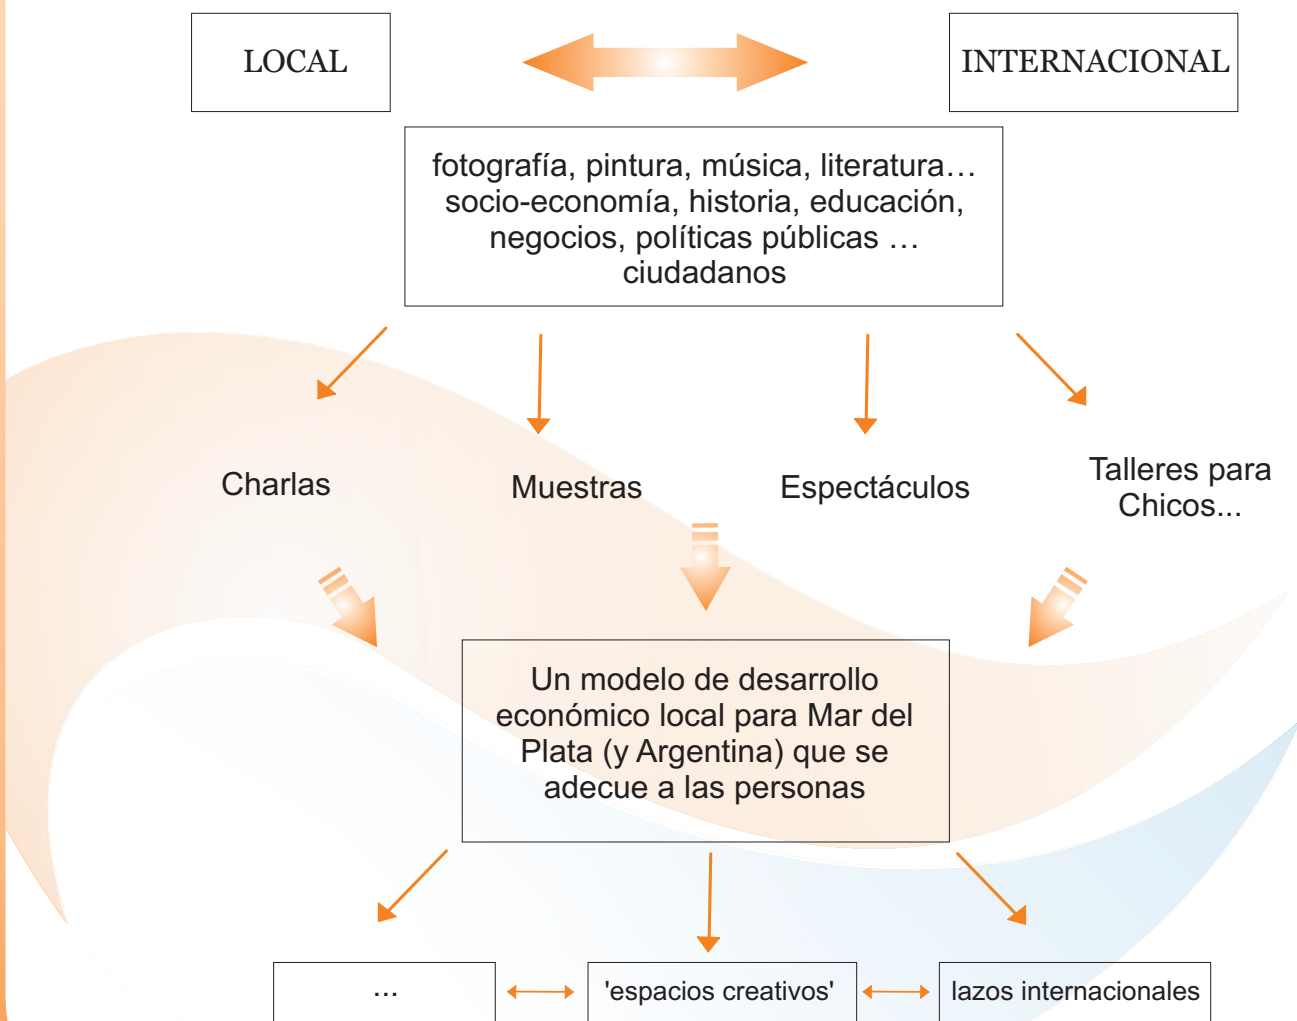 LOCAL
INTERNACIONAL
fotografía, pintura, música, literatura…
socio-economía, historia, educación,
negocios, políticas públicas …
ciudadanos
Charlas
Muestras
Espectáculos
Talleres para
Chicos...
Un modelo de desarrollo
económico local para Mar del
Plata (y Argentina) que se
adecue a las personas
...
'espacios creativos'
lazos internacionales